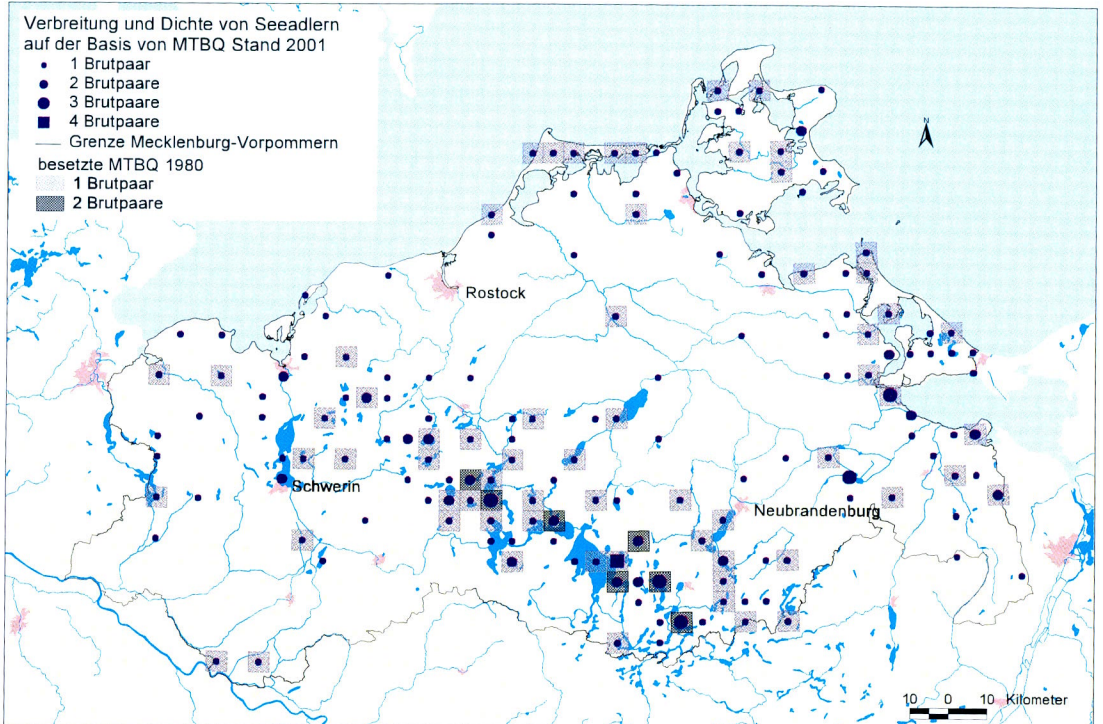 Verbreitung und Dichte von Seeadlern
auf der Basis von MTBQ Stand 2001
1 Brutpaar
2 Brutpaare
3 Brutpaare
4 Brutpaare
Grenze Mecklenburg-Vorpommern
besetzte MTBQ 1980
1 Brutpaar
2 Brutpaare
N
Rostock
Schwerin
Neubrandenburg
10 0 10 Kilometer